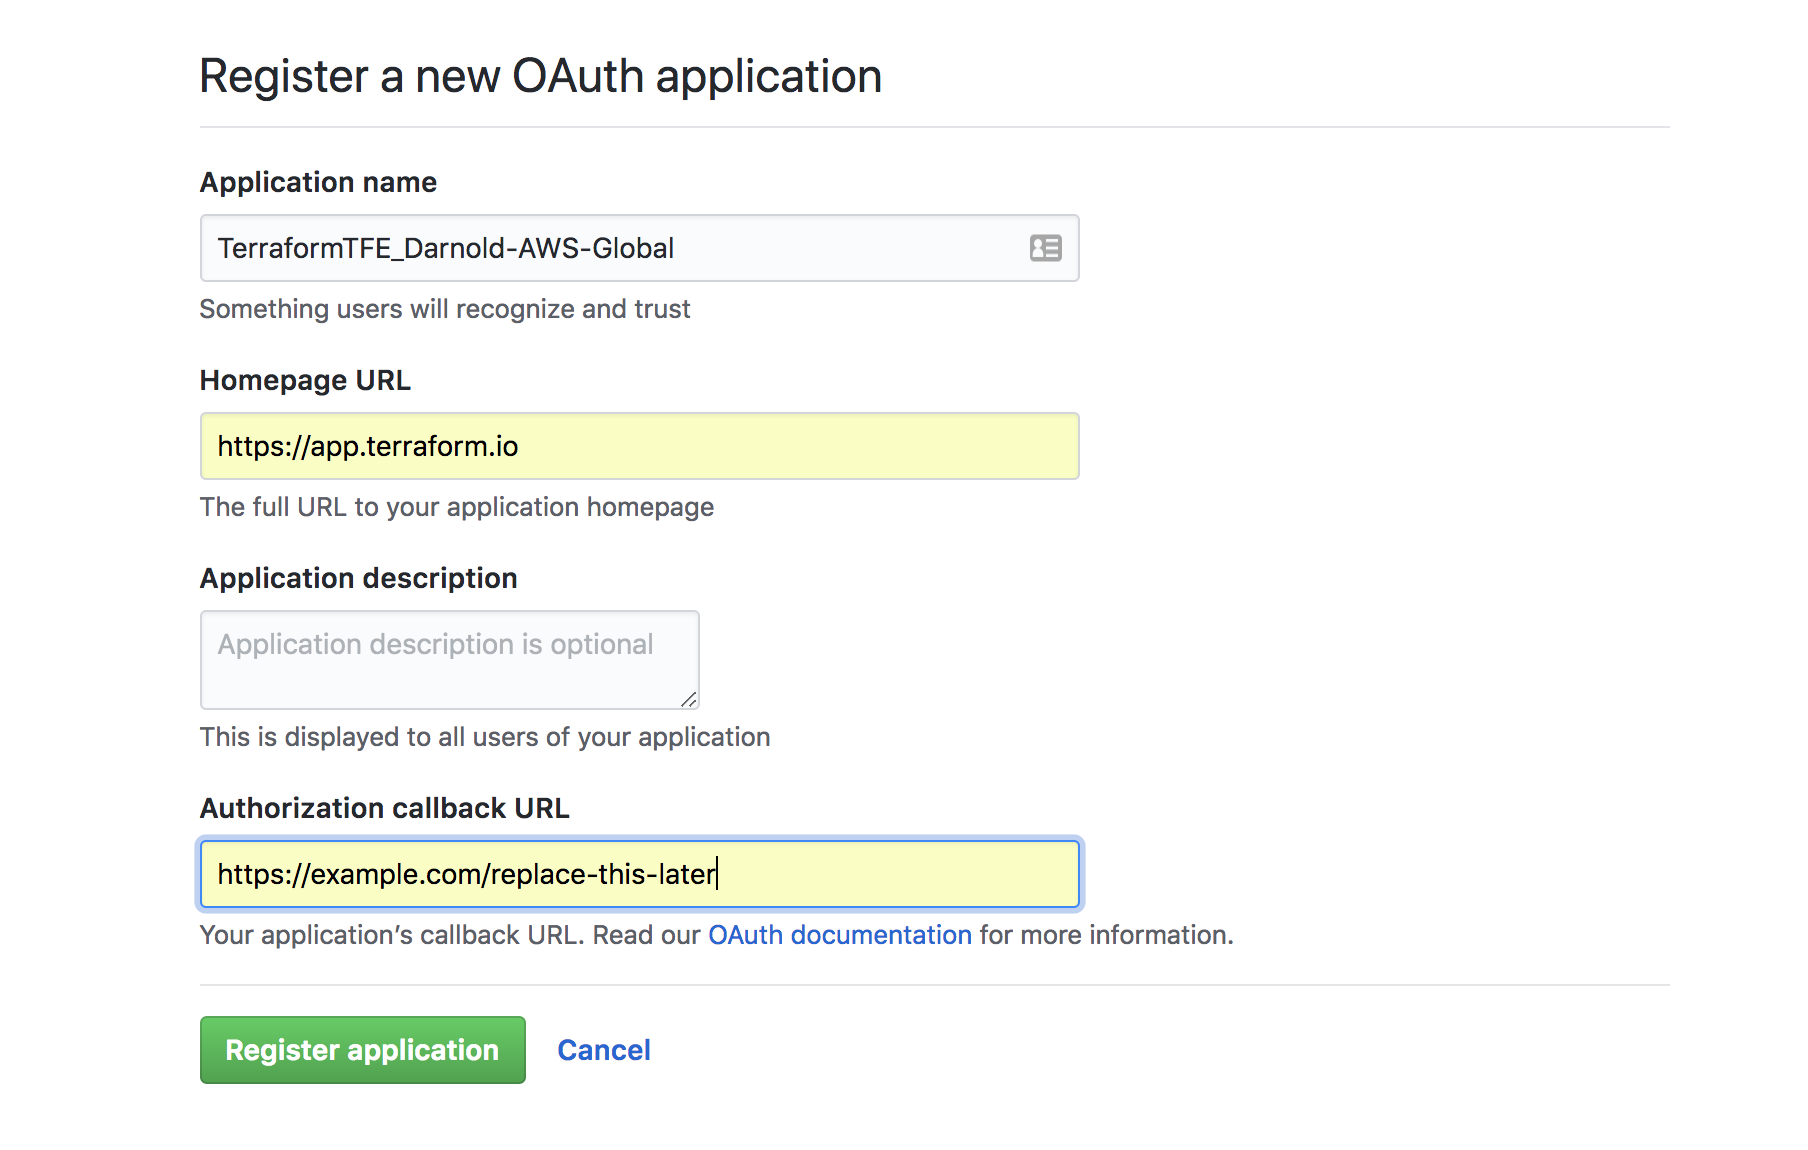 Register a new OAuth application
Application name
TerraformTFE_Darnold-AWS-Global
Something users will recognize and trust
Homepage URL
https://app.terraform.io
The full URL to your application homepage
Application description
Application description is optional
This is displayed to all users of your application
Authorization callback URL
https://example.com/replace-this-later
Your application’s callback URL. Read our OAuth documentation for more information.
Register application Cancel